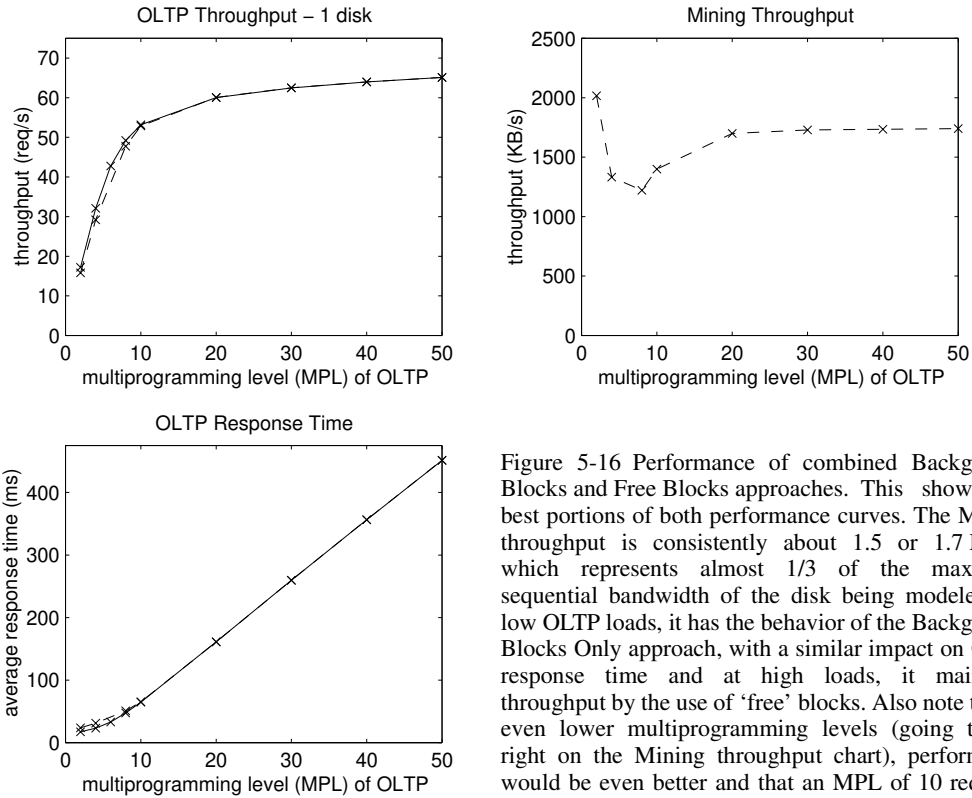 OLTP Throughput – 1 disk
70
60
50
40
30
20
10
0
throughput (req/s)
0 10 20 30 40 50
multiprogramming level (MPL) of OLTP
Mining Throughput
2500
2000
1500
1000
500
0
throughput (KB/s)
0 10 20 30 40 50
multiprogramming level (MPL) of OLTP
OLTP Response Time
400
300
200
100
0
average response time (ms)
0 10 20 30 40 50
multiprogramming level (MPL) of OLTP
Figure 5-16 Performance of combined Backg
Blocks and Free Blocks approaches. This show
best portions of both performance curves. The M
throughput is consistently about 1.5 or 1.7
which represents almost 1/3 of the max
sequential bandwidth of the disk being modele
low OLTP loads, it has the behavior of the Backg
Blocks Only approach, with a similar impact on
response time and at high loads, it main
throughput by the use of ‘free’ blocks. Also note t
even lower multiprogramming levels (going t
right on the Mining throughput chart), perform
would be even better and that an MPL of 10 req